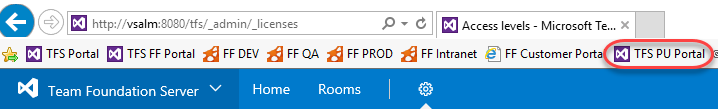 http://vsalm:8080/tfs/_admin/_licenses
Access levels - Microsoft Te...
TFS Portal TFS FF Portal FF DEV FF QA FF PROD FF Intranet FF Customer Portal TFS PU Portal
Team Foundation Server Home Rooms